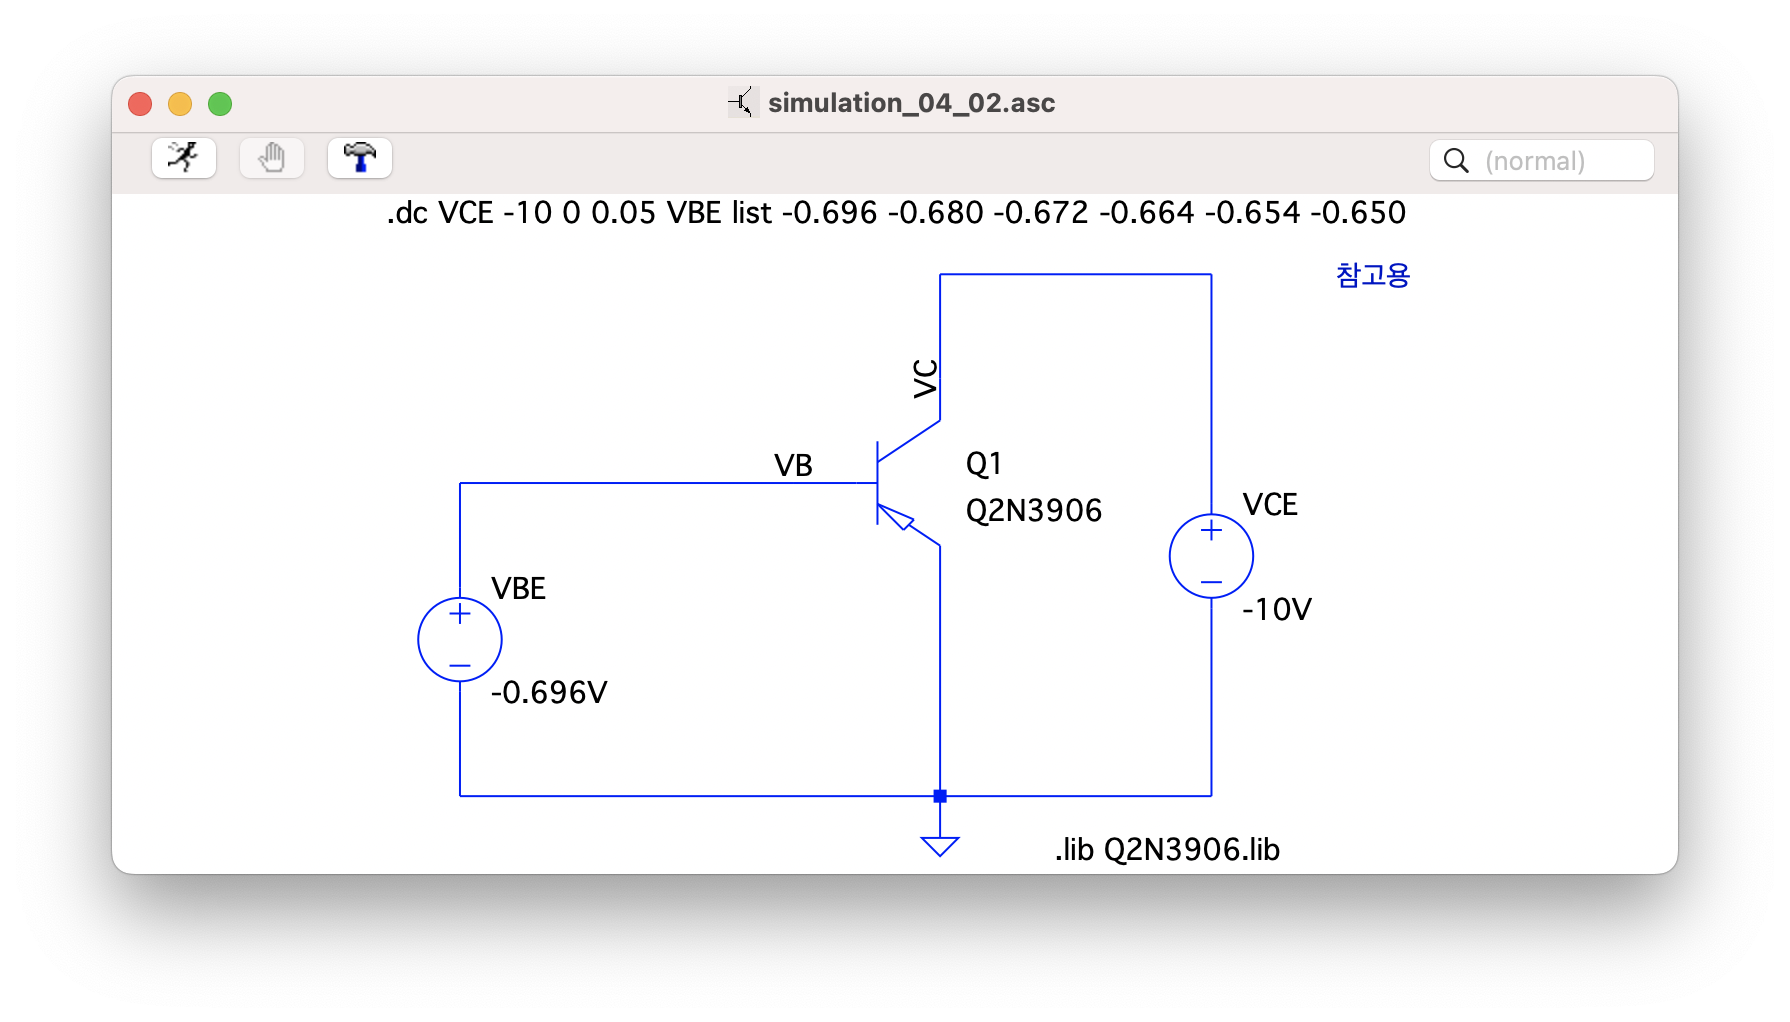 simulation_04_02.asc
(normal)
.dc VCE -10 0 0.05 VBE list -0.696 -0.680 -0.672 -0.664 -0.654 -0.650
참고용
VC
VB
Q1
Q2N3906
VCE
-10V
VBE
-0.696V
.lib Q2N3906.lib